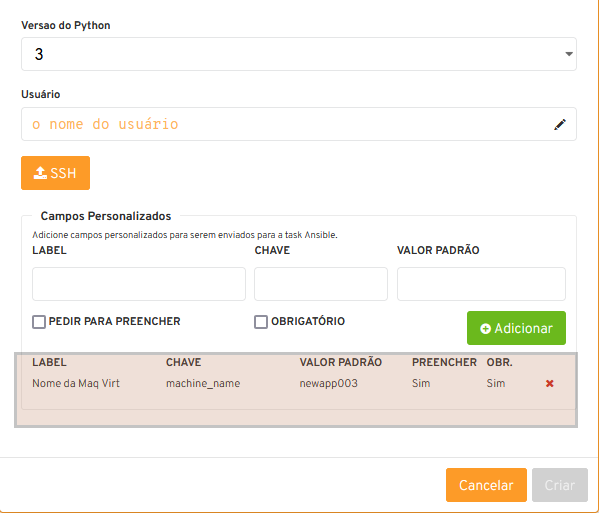 Versao do Python
3
Usuário
o nome do usuário
SSH
Campos Personalizados
Adicione campos personalizados para serem enviados para a task Ansible.
LABEL CHAVE VALOR PADRÃO
PEDIR PARA PREENCHER OBRIGATÓRIO Adicionar
LABEL CHAVE VALOR PADRÃO PREENCHER OBR.
Nome da Maq Virt machine_name newapp003 Sim Sim
Cancelar Criar